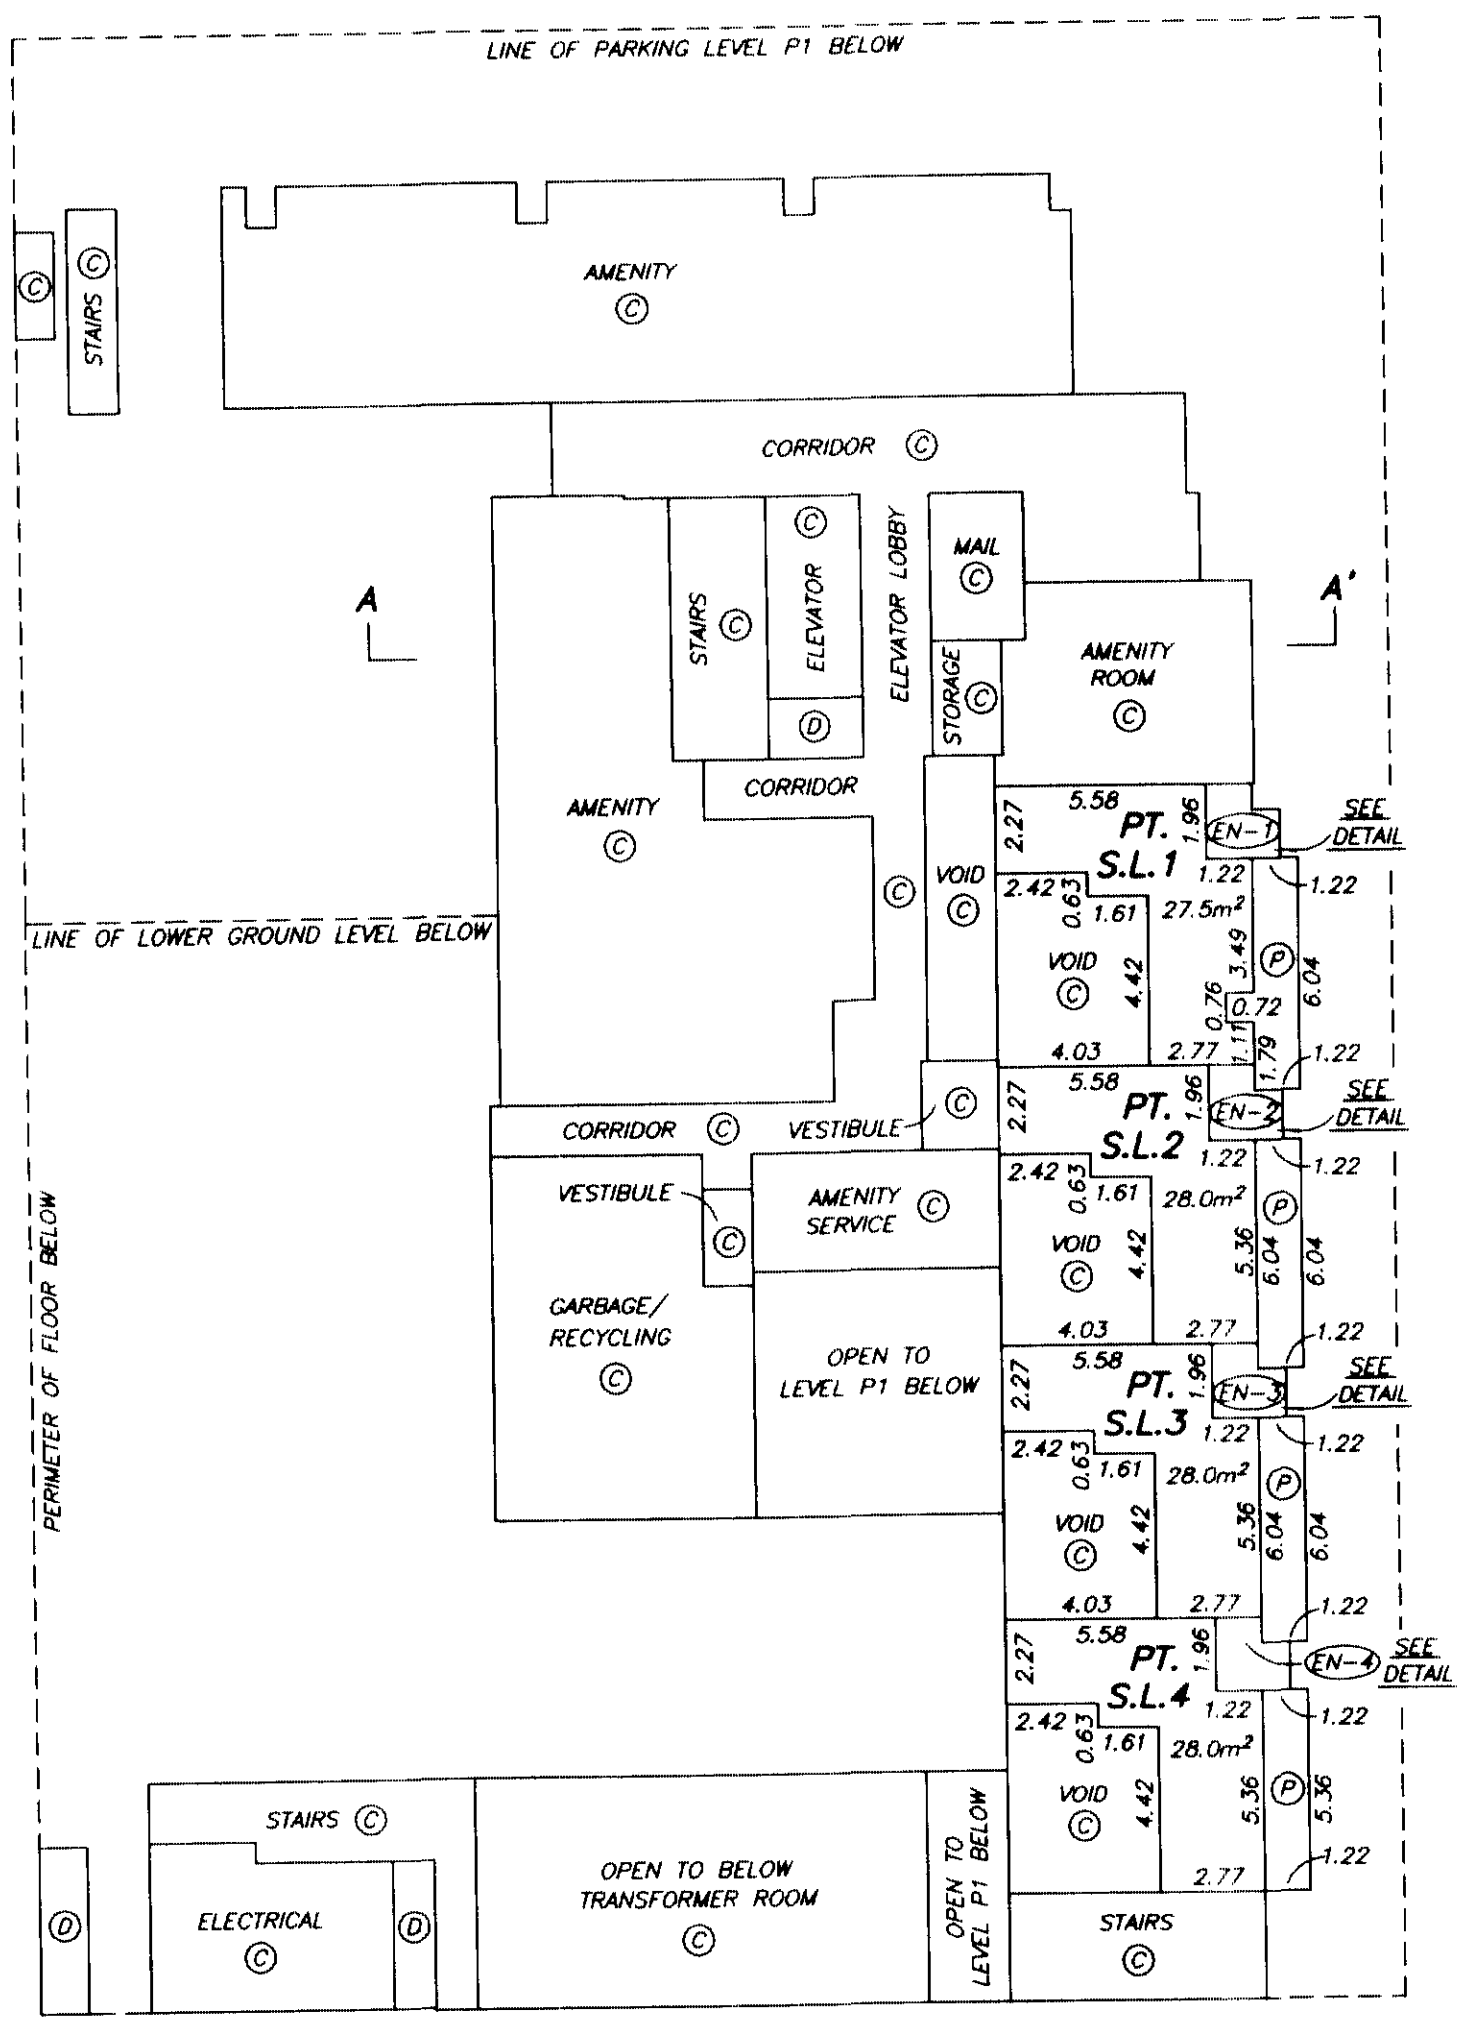 LINE OF PARKING LEVEL P1 BELOW
C
STAIRS C
AMENITY
C
CORRIDOR C
A
A'
STAIRS
C
C
ELEVATOR
D
ELEVATOR LOBBY
MAIL
C
STORAGE
C
AMENITY
ROOM
C
CORRIDOR
AMENITY
C
C
VOID
C
LINE OF LOWER GROUND LEVEL BELOW
PERIMETER OF FLOOR BELOW
5.58
2.27
PT.
S.L.1
1.96
EN-1
SEE
DETAIL
1.22
1.22
2.42
0.63
1.61
27.5m²
VOID
C
4.42
3.49
P
6.04
0.76
0.72
1.11
1.79
4.03
2.77
1.22
5.58
2.27
PT.
S.L.2
1.96
EN-2
SEE
DETAIL
1.22
1.22
2.42
0.63
1.61
28.0m²
VOID
C
4.42
5.36
P
6.04
6.04
4.03
2.77
1.22
CORRIDOR C
VESTIBULE
C
VESTIBULE
C
AMENITY
SERVICE
C
GARBAGE/
RECYCLING
C
OPEN TO
LEVEL P1 BELOW
5.58
2.27
PT.
S.L.3
1.96
EN-3
SEE
DETAIL
1.22
1.22
2.42
0.63
1.61
28.0m²
VOID
C
4.42
5.36
P
6.04
6.04
4.03
2.77
1.22
5.58
2.27
PT.
S.L.4
1.96
EN-4
SEE
DETAIL
1.22
1.22
2.42
0.63
1.61
28.0m²
VOID
C
4.42
5.36
P
5.36
2.77
1.22
STAIRS C
D
ELECTRICAL
C
D
OPEN TO BELOW
TRANSFORMER ROOM
C
OPEN TO
LEVEL P1 BELOW
STAIRS
C